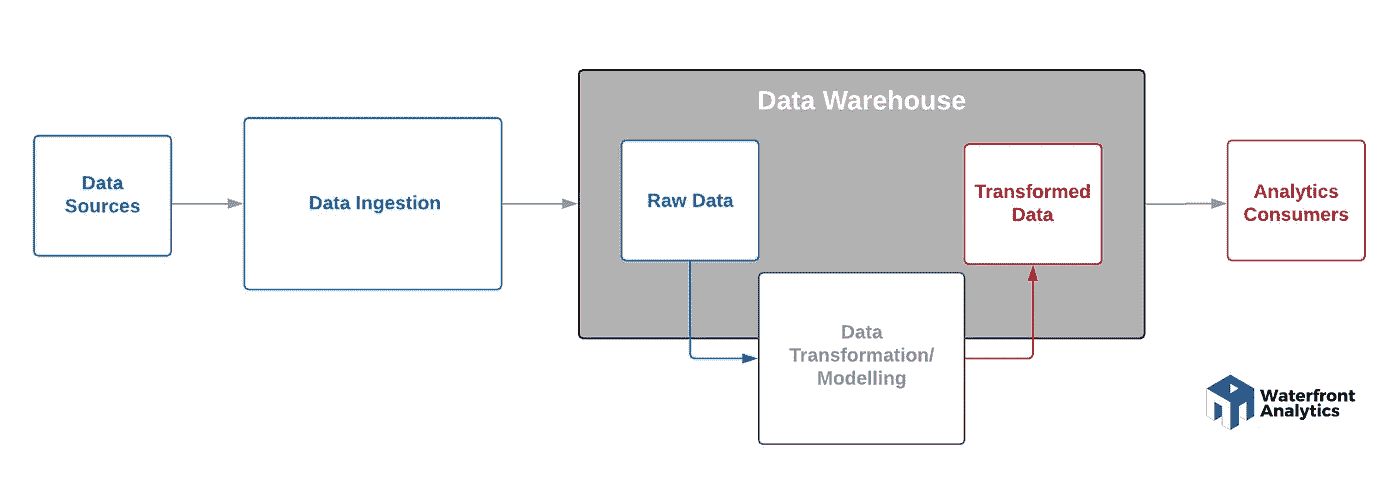 Data Warehouse
Data
Sources
Data Ingestion
Raw Data
Transformed
Data
Analytics
Consumers
Data
Transformation/
Modelling
Waterfront
Analytics